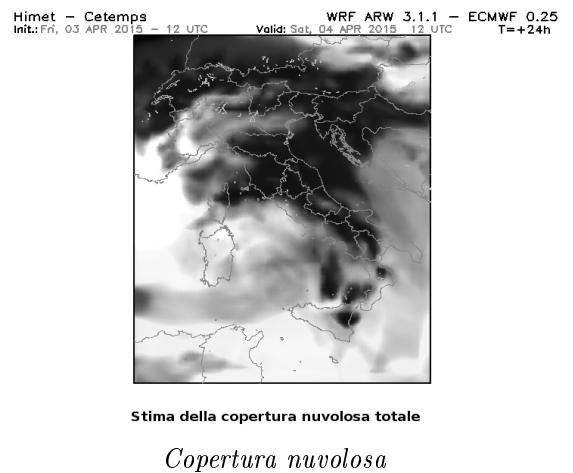 Himet – Cetemps WRF ARW 3.1.1 – ECMWF 0.25
Init.: Fri, 03 APR 2015 – 12 UTC Valid: Sat, 04 APR 2015 12 UTC T=+24h
Stima della copertura nuvolosa totale
Copertura nuvolosa